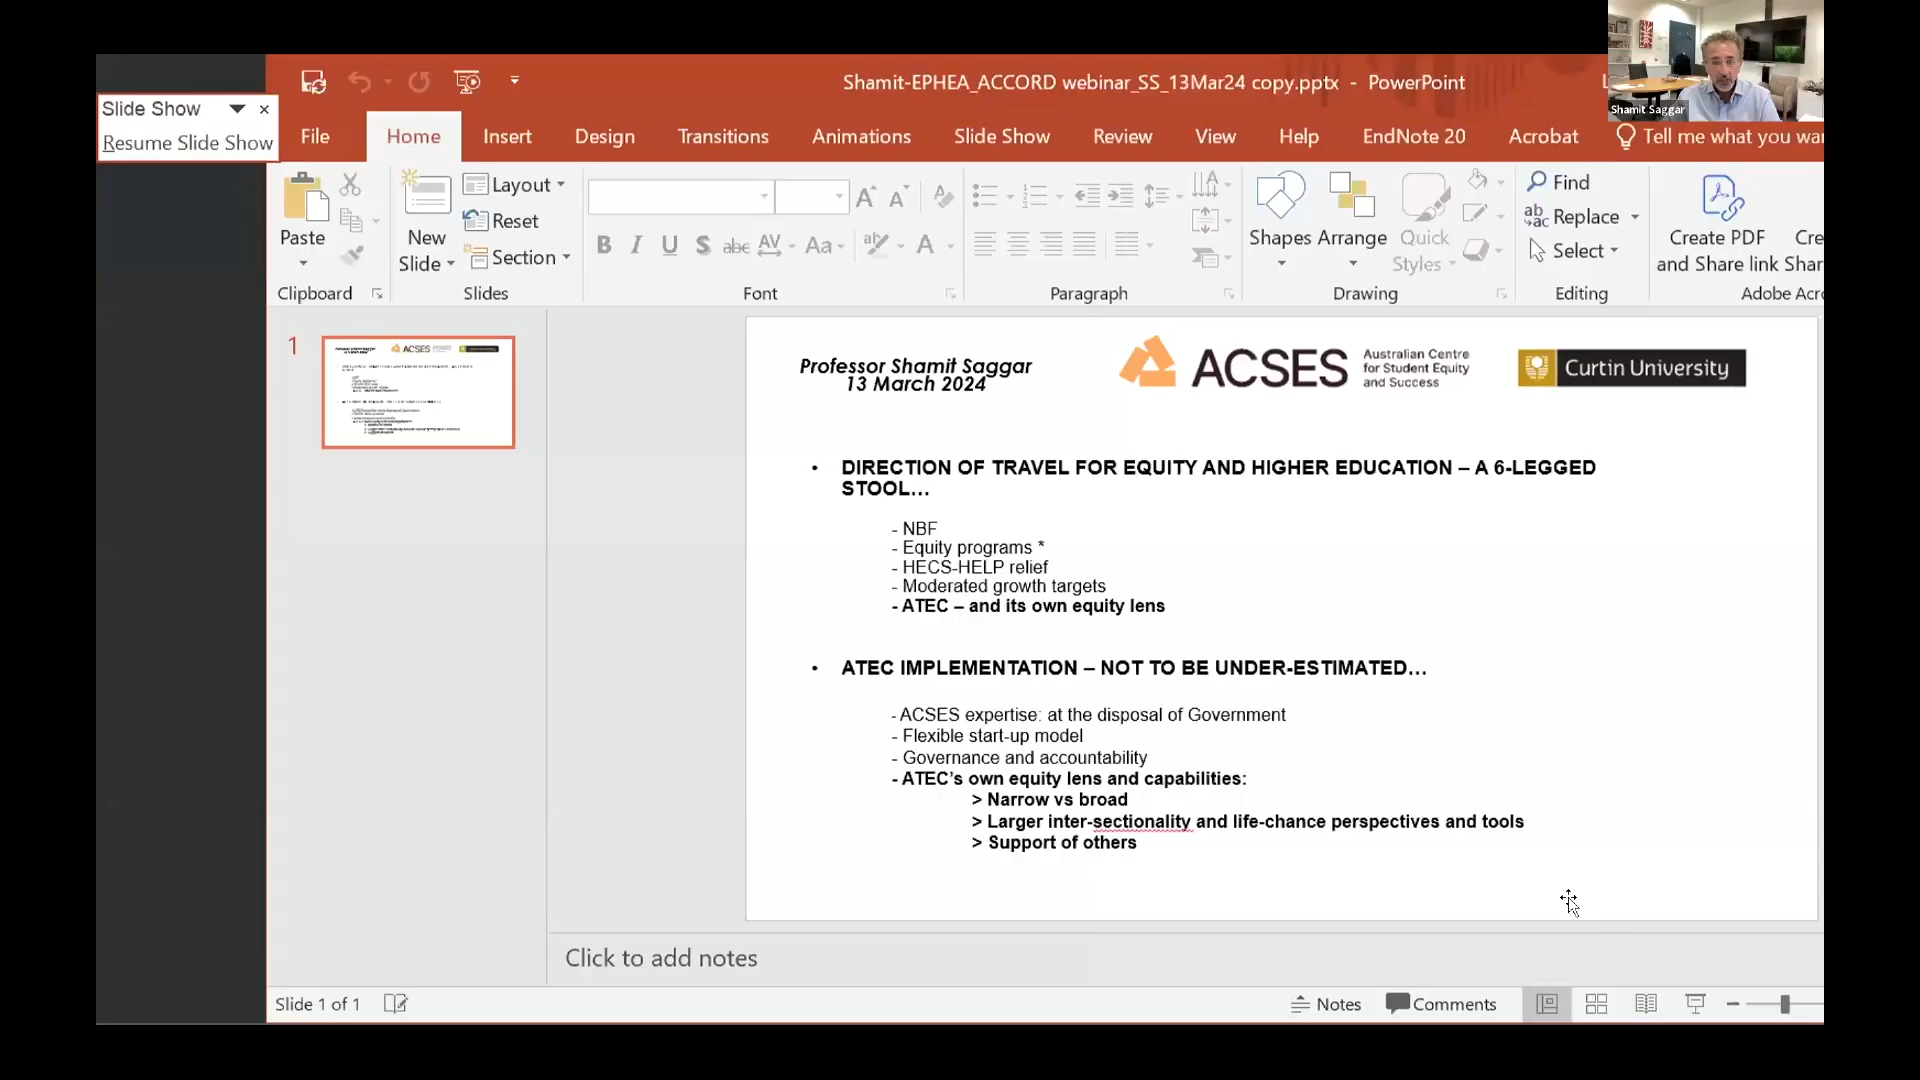 Shamit-EPHEA_ACCORD webinar_SS_13Mar24 copy.pptx - PowerPoint
Shamit Saggar
Slide Show
Resume Slide Show
File Home Insert Design Transitions Animations Slide Show Review View Help EndNote 20 Acrobat Tell me what you
Paste
New Slide
Layout
Reset
Section
Find
Replace
Select
Shapes Arrange Quick Styles
Create PDF and Share link
Clipboard Slides Font Paragraph Drawing Editing
1
Professor Shamit Saggar
13 March 2024
ACSES
Australian Centre
for Student Equity
and Success
Curtin University
• DIRECTION OF TRAVEL FOR EQUITY AND HIGHER EDUCATION – A 6-LEGGED
STOOL…
- NBF
- Equity programs *
- HECS-HELP relief
- Moderated growth targets
- ATEC – and its own equity lens
• ATEC IMPLEMENTATION – NOT TO BE UNDER-ESTIMATED…
- ACSES expertise: at the disposal of Government
- Flexible start-up model
- Governance and accountability
- ATEC's own equity lens and capabilities:
> Narrow vs broad
> Larger inter-sectionality and life-chance perspectives and tools
> Support of others
Click to add notes
Slide 1 of 1
Notes Comments